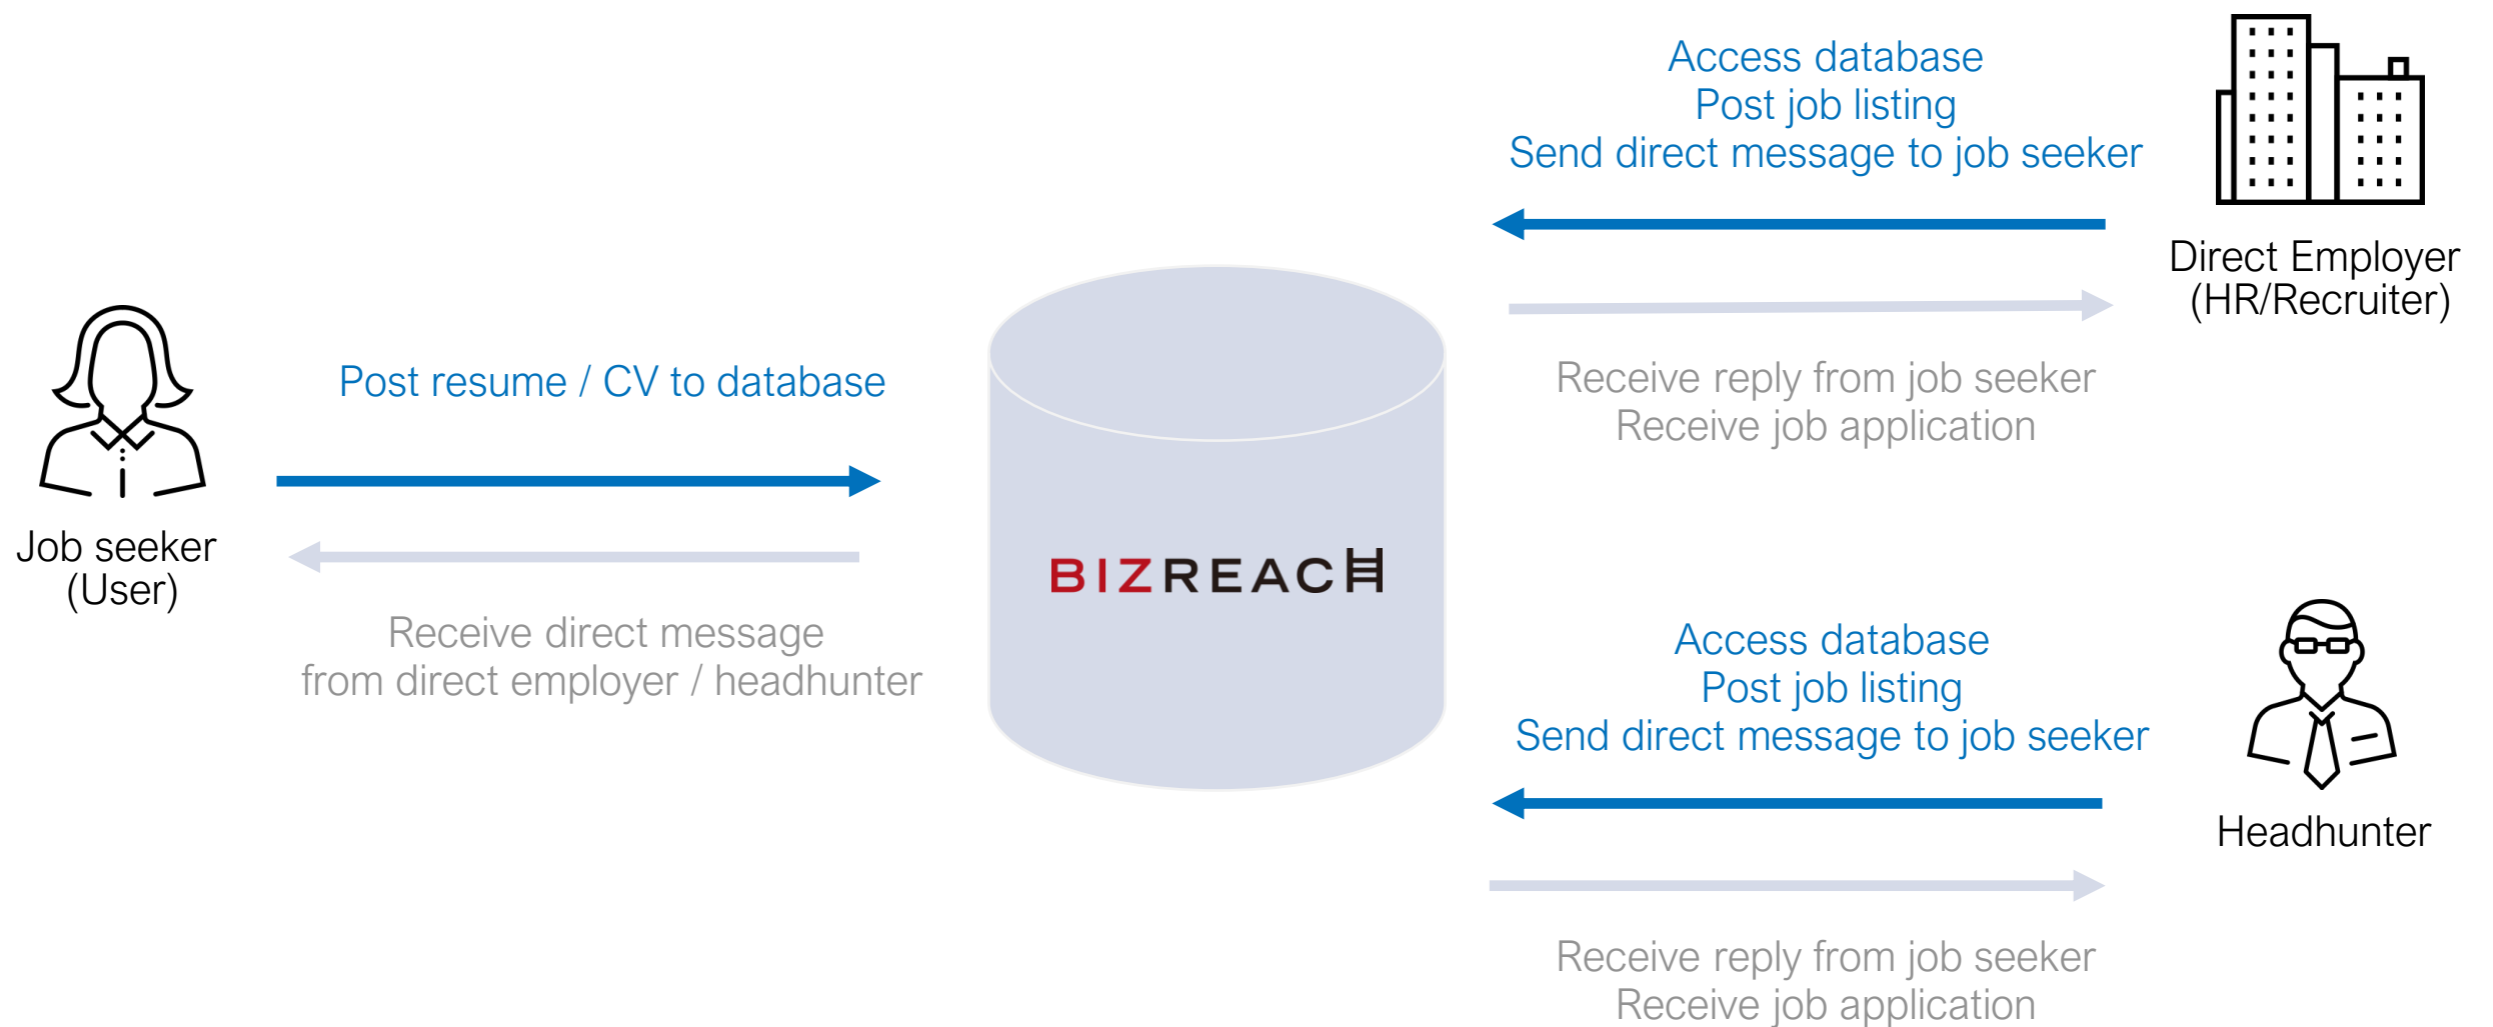 Access database
Post job listing
Send direct message to job seeker
Direct Employer
(HR/Recruiter)
Receive reply from job seeker
Receive job application
Post resume / CV to database
Job seeker
(User)
Receive direct message
from direct employer / headhunter
BIZREACH
Access database
Post job listing
Send direct message to job seeker
Headhunter
Receive reply from job seeker
Receive job application